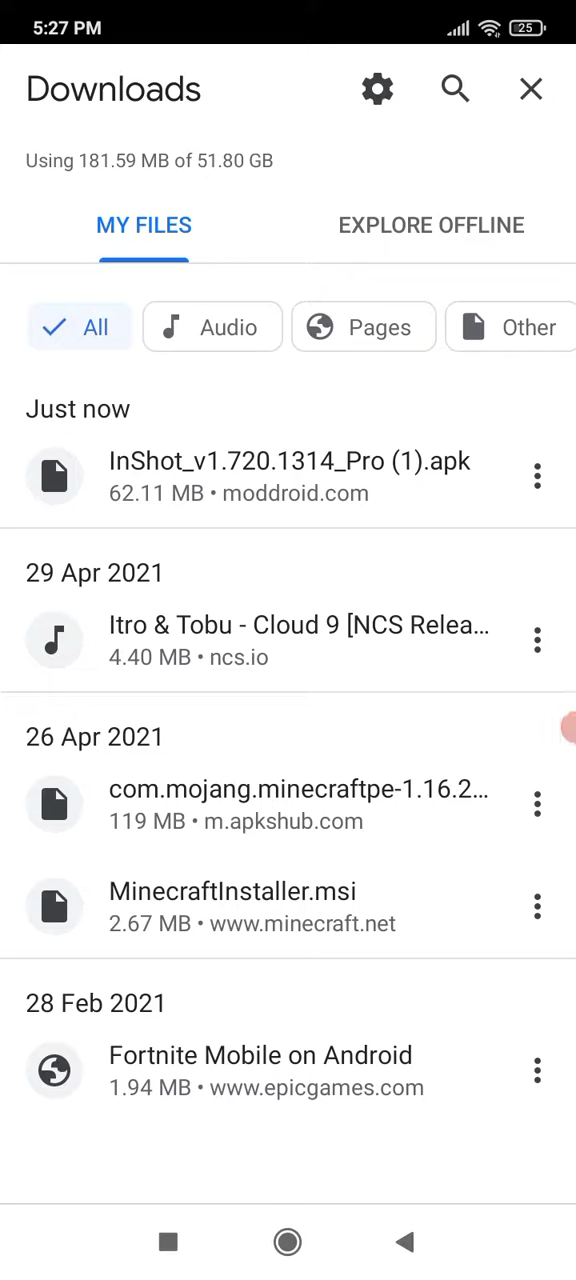 5:27 PM
25
Downloads
Using 181.59 MB of 51.80 GB
MY FILES
EXPLORE OFFLINE
All
Audio
Pages
Other
Just now
InShot_v1.720.1314_Pro (1).apk
62.11 MB • moddroid.com
29 Apr 2021
Itro & Tobu - Cloud 9 [NCS Relea...
4.40 MB • ncs.io
26 Apr 2021
com.mojang.minecraftpe-1.16.2...
119 MB • m.apkshub.com
MinecraftInstaller.msi
2.67 MB • www.minecraft.net
28 Feb 2021
Fortnite Mobile on Android
1.94 MB • www.epicgames.com